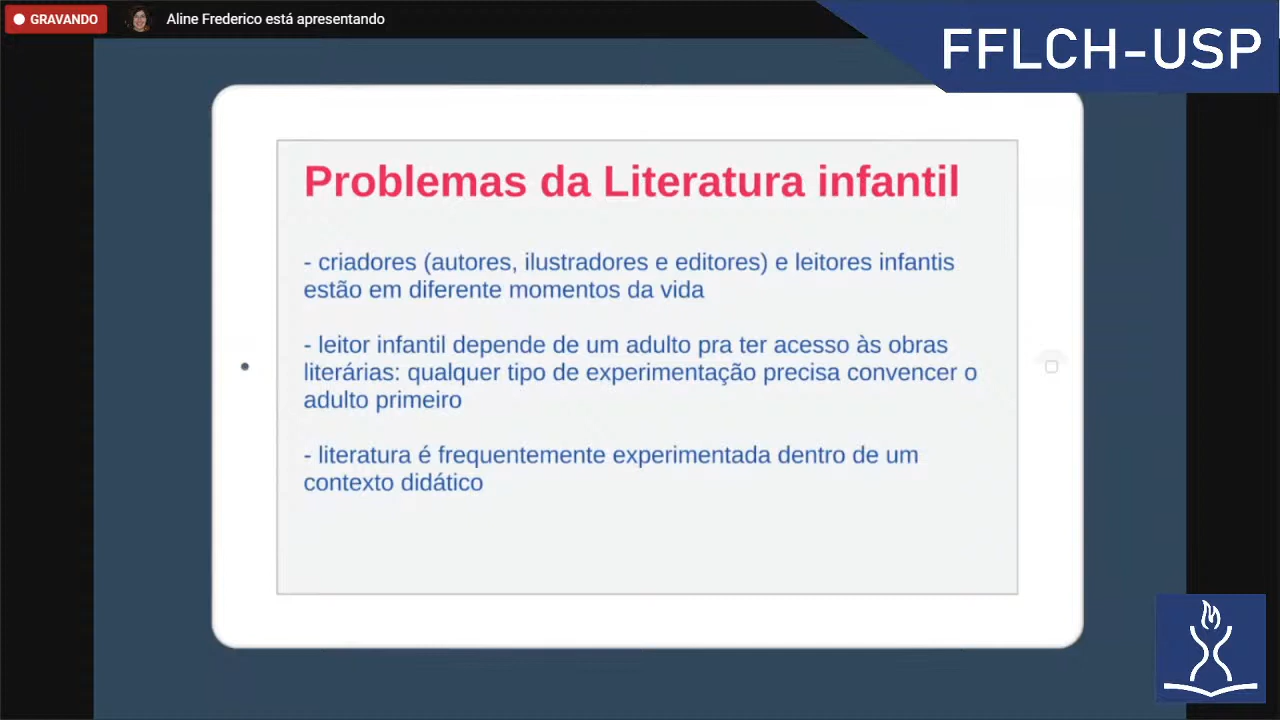 GRAVANDO
Aline Frederico está apresentando
FFLCH-USP
Problemas da Literatura infantil
- criadores (autores, ilustradores e editores) e leitores infantis
estão em diferente momentos da vida
- leitor infantil depende de um adulto pra ter acesso às obras
literárias: qualquer tipo de experimentação precisa convencer o
adulto primeiro
- literatura é frequentemente experimentada dentro de um
contexto didático